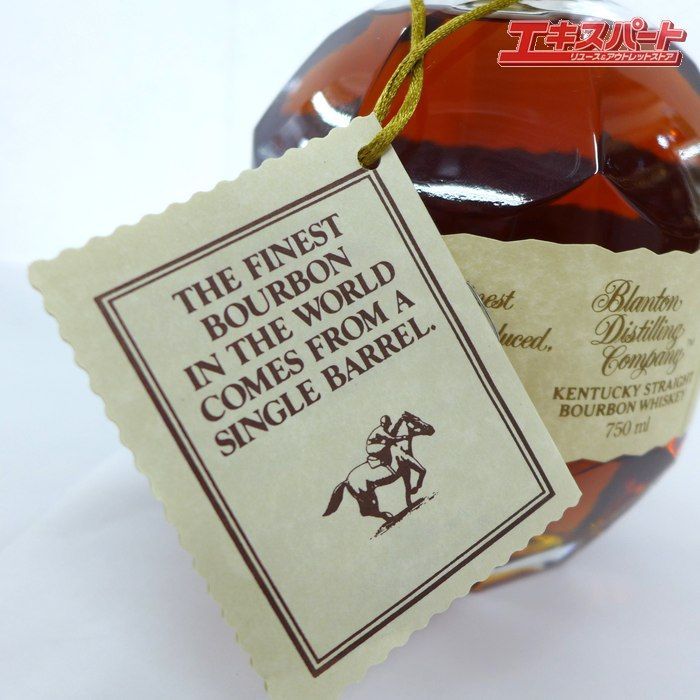 エキスパート
リユース&アウトレットストア
THE FINEST
BOURBON
IN THE WORLD
COMES FROM A
SINGLE BARREL.
Blanton
Distilling
Company™
KENTUCKY STRAIGHT
BOURBON WHISKEY
750 ml